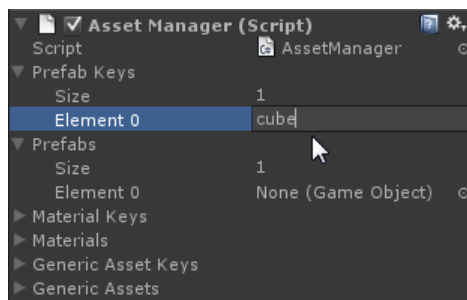 Asset Manager (Script)
Script AssetManager
Prefab Keys
Size 1
Element 0 cube
Prefabs
Size 1
Element 0 None (Game Object)
Material Keys
Materials
Generic Asset Keys
Generic Assets